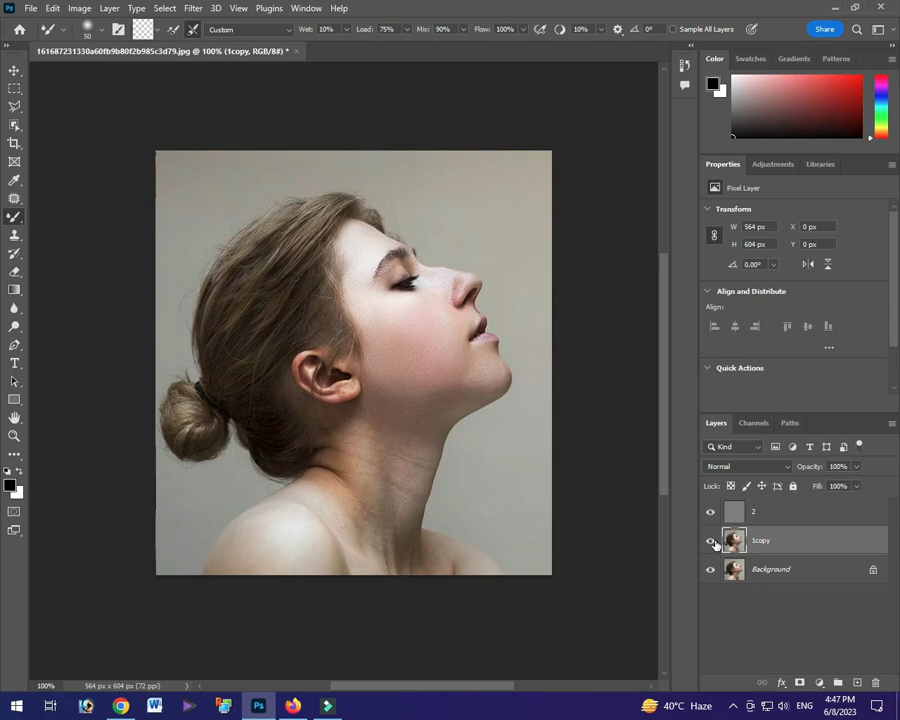 Ps File Edit Image Layer Type Select Filter 3D View Plugins Window Help
50 Custom Wet: 10% Load: 75% Mix: 90% Flow: 100% 10% 0° Sample All Layers Share
161687231330a60fb9b80f2b985c3d79.jpg @ 100% (1copy, RGB/8#) * ×
Color Swatches Gradients Patterns
Properties Adjustments Libraries
Pixel Layer
Transform
W 564 px X 0 px
H 604 px Y 0 px
0.00°
Align and Distribute
Align:
Quick Actions
Layers Channels Paths
Kind
Normal Opacity: 100%
Lock: Fill: 100%
2
1copy
Background
100% 564 px x 604 px (72 ppi)
40°C Haze ENG 4:47 PM
6/8/2023